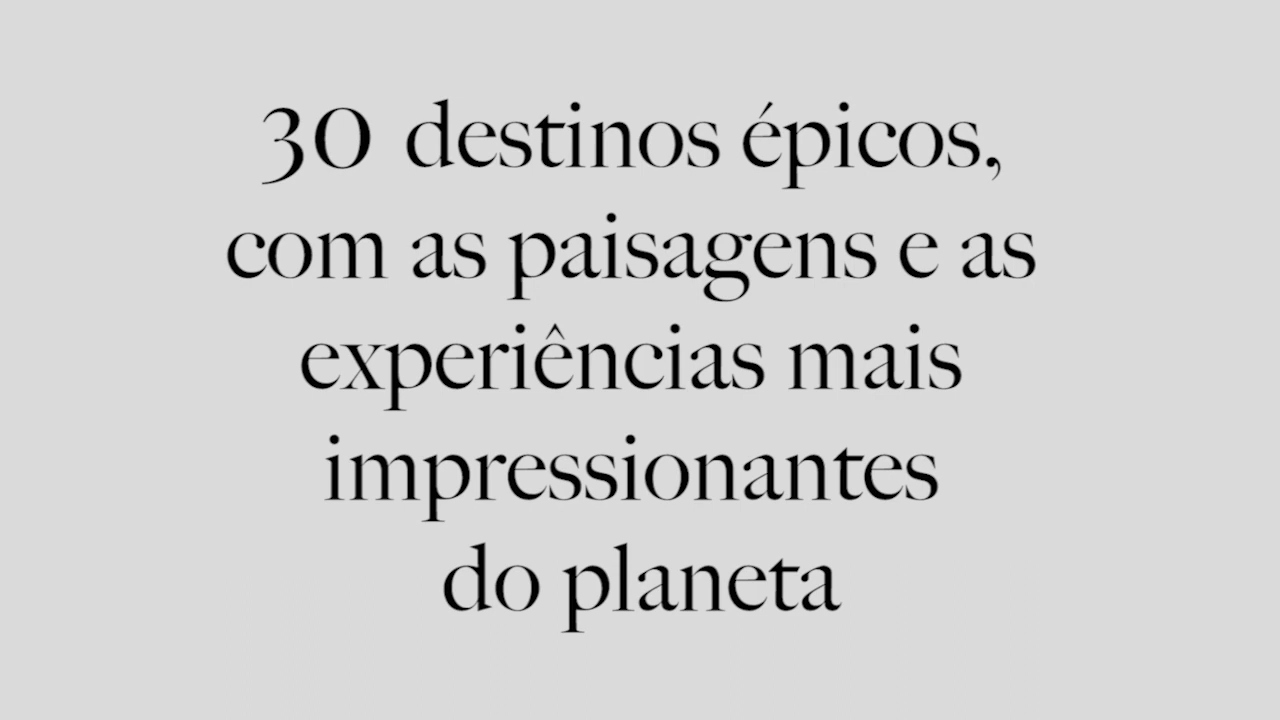 30 destinos épicos,
com as paisagens e as
experiências mais
impressionantes
do planeta